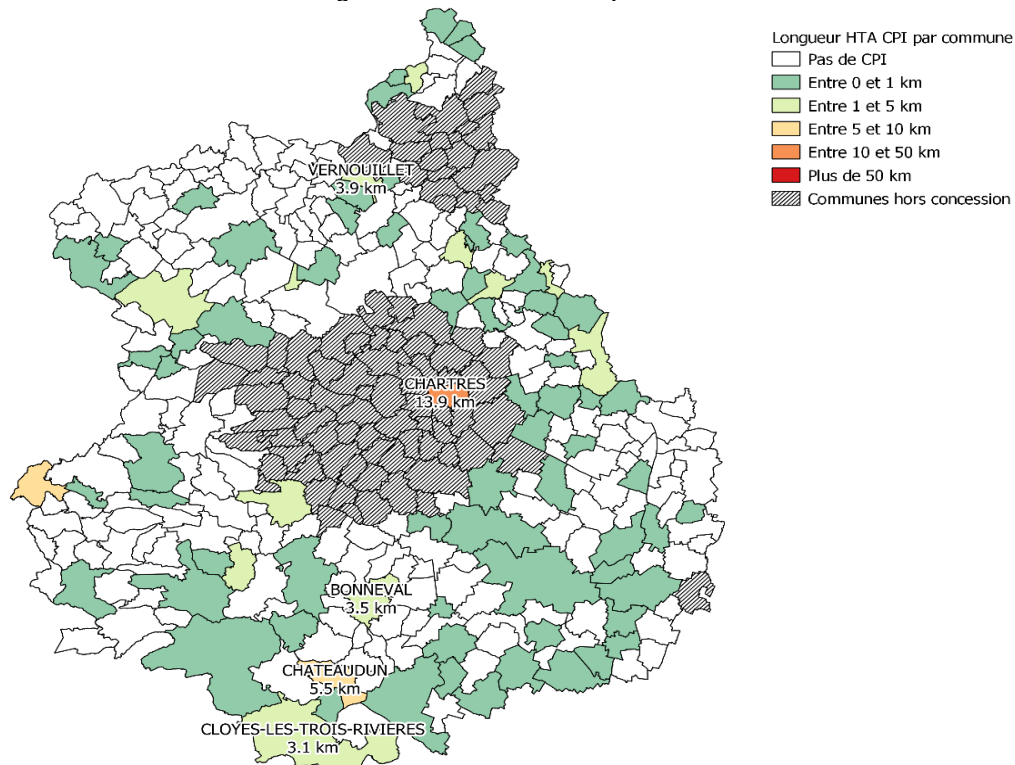 Longueur HTA CPI par commune
Pas de CPI
Entre 0 et 1 km
Entre 1 et 5 km
Entre 5 et 10 km
Entre 10 et 50 km
Plus de 50 km
Communes hors concession
VERNOUILLET
3.9 km
CHARTRES
13.9 km
BONNEVAL
3.5 km
CHATEAUDUN
5.5 km
CLOYES-LES-TROIS-RIVIERES
3.1 km